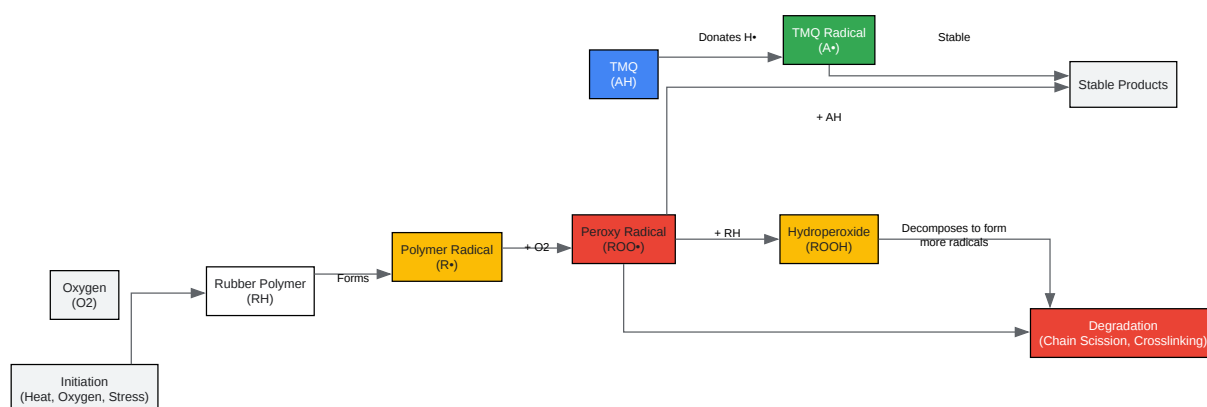 Donates H•
TMQ Radical
(A•)
Stable
TMQ
(AH)
Stable Products
+ AH
Peroxy Radical
(ROO•)
+ RH
Hydroperoxide
(ROOH)
Decomposes to form
more radicals
Polymer Radical
(R•)
+ O2
Rubber Polymer
(RH)
Forms
Oxygen
(O2)
Degradation
(Chain Scission, Crosslinking)
Initiation
(Heat, Oxygen, Stress)